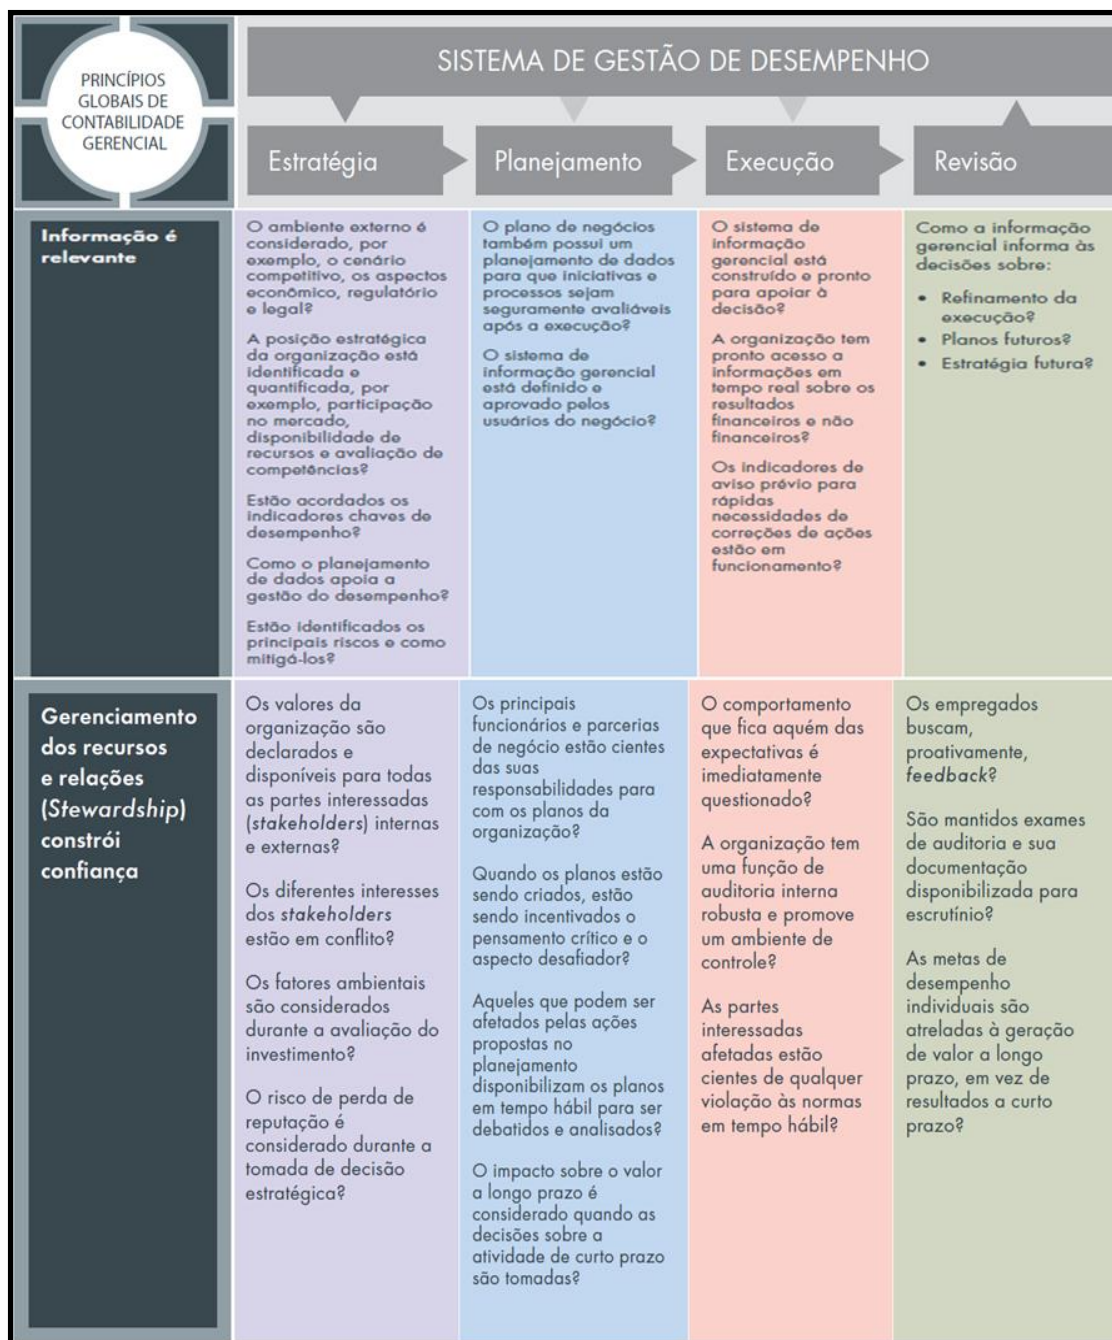 PRINCÍPIOS
GLOBAIS DE
CONTABILIDADE
GERENCIAL
SISTEMA DE GESTÃO DE DESEMPENHO
Estratégia
Planejamento
Execução
Revisão
Informação é
relevante
O ambiente externo é
considerado, por
exemplo, o cenário
competitivo, os aspectos
econômico, regulatório
e legal?
A posição estratégica
da organização está
identificada e
quantificada, por
exemplo, participação
no mercado,
disponibilidade de
recursos e avaliação de
competências?
Estão acordados os
indicadores chaves de
desempenho?
Como o planejamento
de dados apoia a
gestão do desempenho?
Estão identificados os
principais riscos e como
mitigá-los?
O plano de negócios
também possui um
planejamento de dados
para que iniciativas e
processos sejam
seguramente avaliáveis
após a execução?
O sistema de
informação gerencial
está definido e
aprovado pelos
usuários do negócio?
O sistema de
informação
gerencial está
construído e pronto
para apoiar à
decisão?
A organização tem
pronto acesso a
informações em
tempo real sobre os
resultados
financeiros e não
financeiros?
Os indicadores de
aviso prévio para
rápidas
necessidades de
correções de ações
estão em
funcionamento?
Como a informação
gerencial informa às
decisões sobre:
• Refinamento da
execução?
• Planos futuros?
• Estratégia futura?
Gerenciamento
dos recursos
e relações
(Stewardship)
constrói
confiança
Os valores da
organização são
declarados e
disponíveis para todas
as partes interessadas
(stakeholders) internas
e externas?
Os diferentes interesses
dos stakeholders
estão em conflito?
Os fatores ambientais
são considerados
durante a avaliação do
investimento?
O risco de perda de
reputação é
considerado durante a
tomada de decisão
estratégica?
Os principais
funcionários e parcerias
de negócio estão cientes
das suas
responsabilidades para
com os planos da
organização?
Quando os planos estão
sendo criados, estão
sendo incentivados o
pensamento crítico e o
aspecto desafiador?
Aqueles que podem ser
afetados pelas ações
propostas no
planejamento
disponibilizam os planos
em tempo hábil para ser
debatidos e analisados?
O impacto sobre o valor
a longo prazo é
considerado quando as
decisões sobre a
atividade de curto prazo
são tomadas?
O comportamento
que fica aquém das
expectativas é
imediatamente
questionado?
A organização tem
uma função de
auditoria interna
robusta e promove
um ambiente de
controle?
As partes
interessadas
afetadas estão
cientes de qualquer
violação às normas
em tempo hábil?
Os empregados
buscam,
proativamente,
feedback?
São mantidos exames
de auditoria e sua
documentação
disponibilizada para
escrutínio?
As metas de
desempenho
individuais são
atreladas à geração
de valor a longo
prazo, em vez de
resultados a curto
prazo?